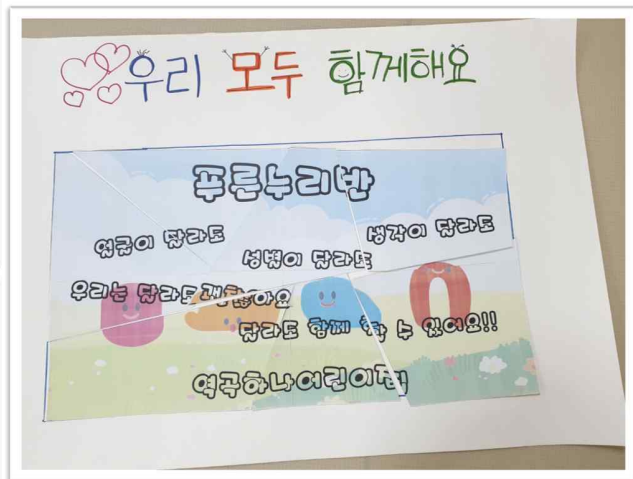 우리 모두 함께해요
푸른누리반
얼굴이 달라도
성별이 달라도
생각이 달라도
우리는 달라도 괜찮아요
달라도 함께 할 수 있어요!!
역곡하나어린이집